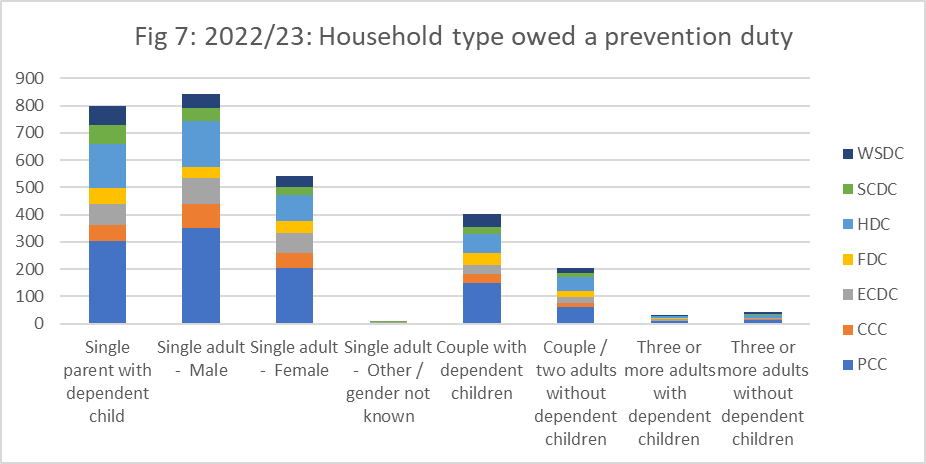 Fig 7: 2022/23: Household type owed a prevention duty
900
800
700
600
500
400
300
200
100
0
Single
parent with
dependent
child
Single adult
- Male
Single adult
- Female
Single adult
- Other /
gender not
known
Couple with
dependent
children
Couple /
two adults
without
dependent
children
Three or
more adults
with
dependent
children
Three or
more adults
without
dependent
children
WSDC
SCDC
HDC
FDC
ECDC
CCC
PCC